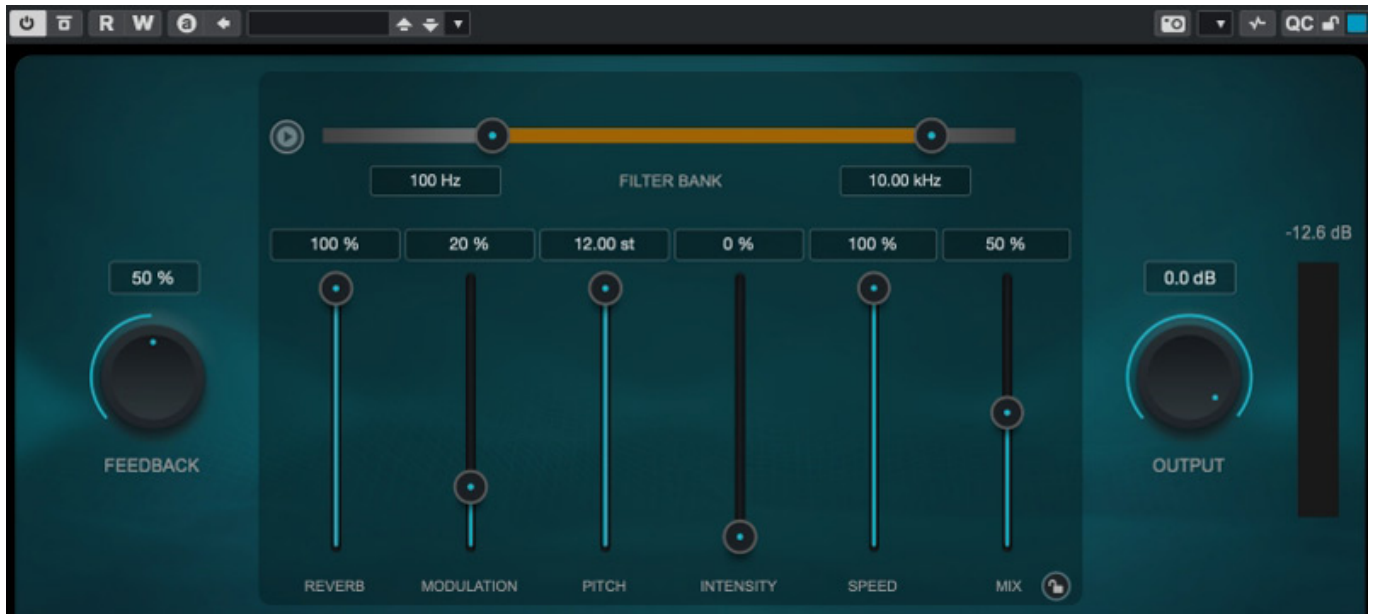 R W a QC
100 Hz FILTER BANK 10.00 kHz
100 % 20 % 12.00 st 0 % 100 % 50 %
-12.6 dB
50 % 0.0 dB
FEEDBACK OUTPUT
REVERB MODULATION PITCH INTENSITY SPEED MIX